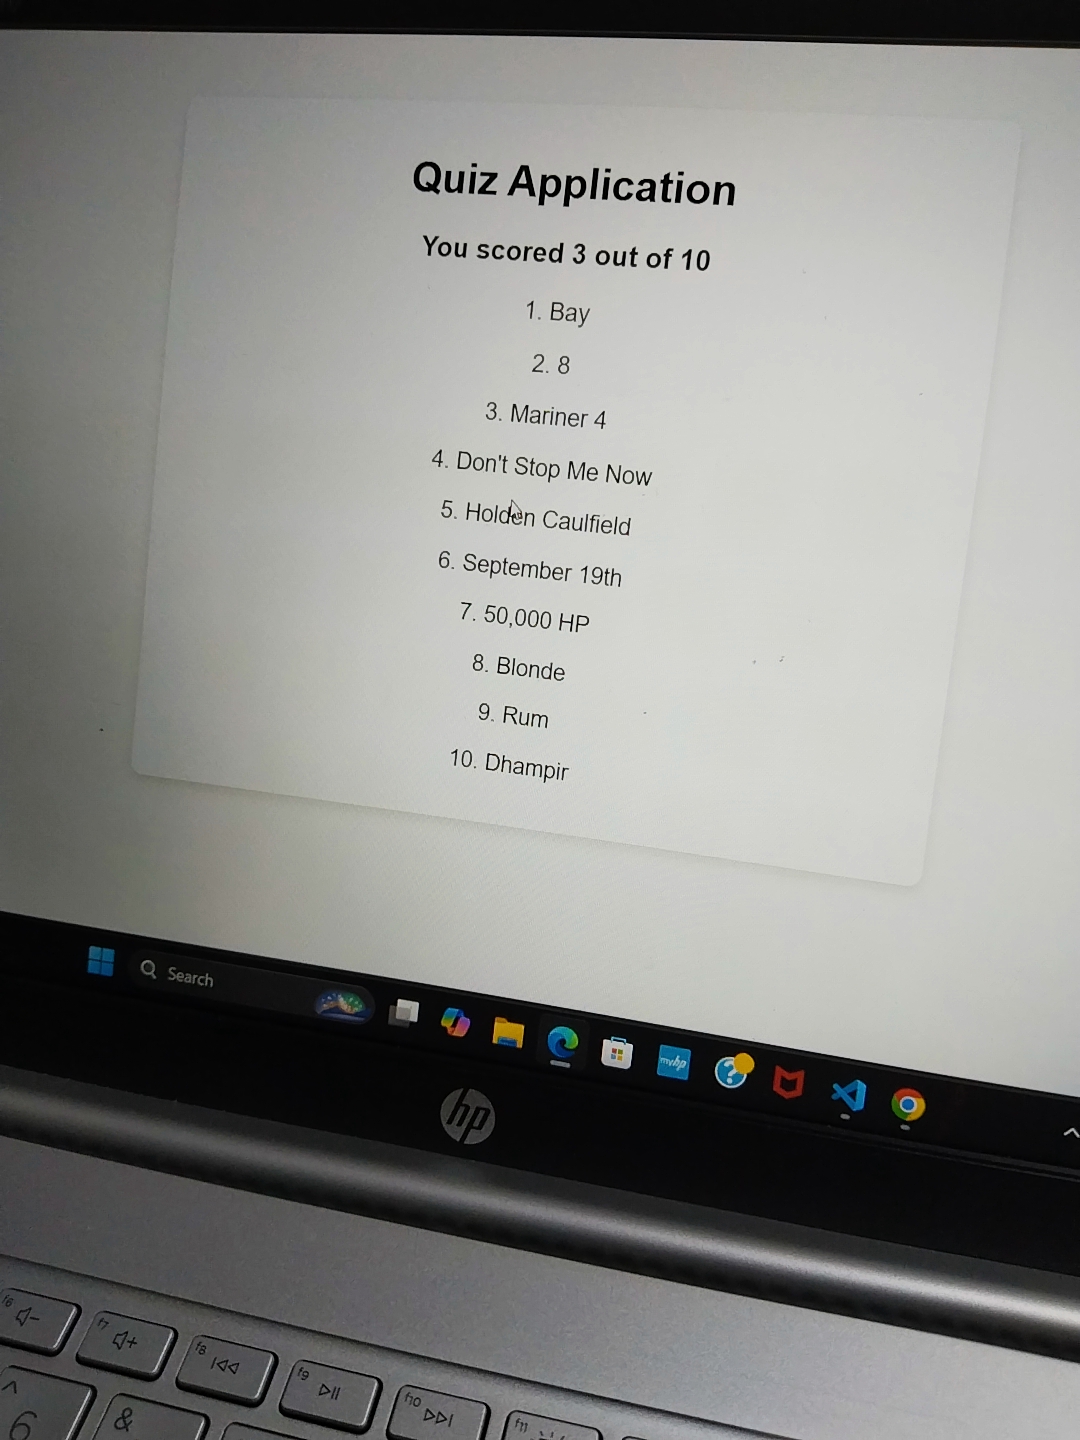 Quiz Application
You scored 3 out of 10
1. Bay
2. 8
3. Mariner 4
4. Don't Stop Me Now
5. Holden Caulfield
6. September 19th
7. 50,000 HP
8. Blonde
9. Rum
10. Dhampir
Search
myhp
?
hp
f6
f7
f8
f9
f10
f11
6
^
&